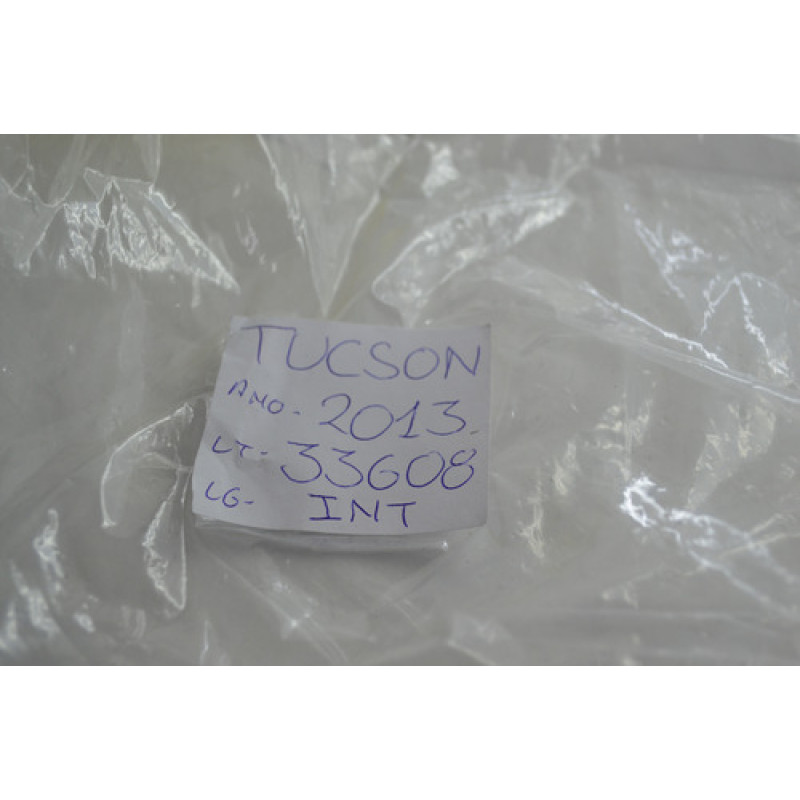 TUCSON
ANO- 2013.
LT- 33608
LG- INT